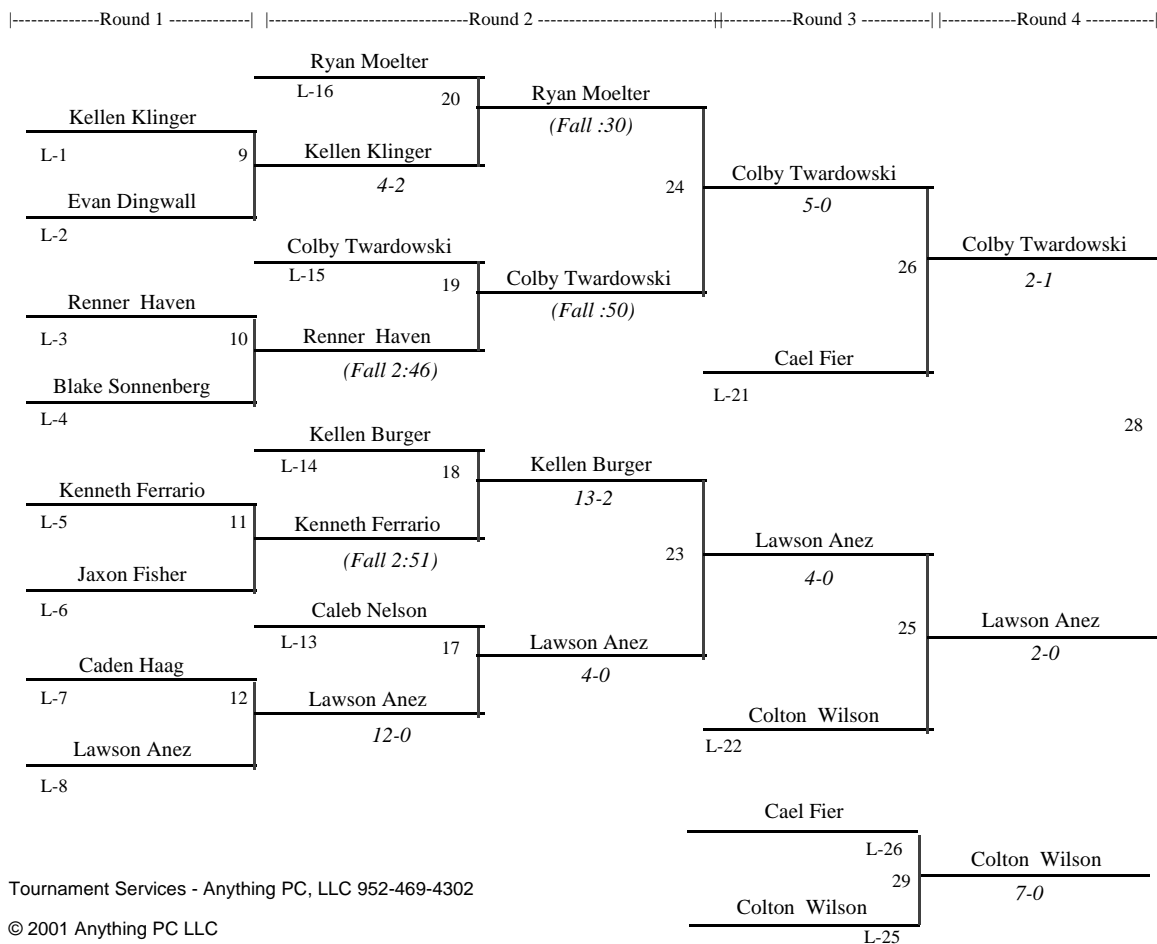 |-------------Round 1 -------------| |--------------------------------Round 2 ----------------------------||-----------Round 3 -----------| |------------Round 4 ------------|
Ryan Moelter
L-16
20
Ryan Moelter
(Fall :30)
Kellen Klinger
L-1
9
Kellen Klinger
4-2
24
Colby Twardowski
5-0
Evan Dingwall
L-2
Colby Twardowski
L-15
19
Colby Twardowski
(Fall :50)
26
Colby Twardowski
2-1
Renner  Haven
L-3
10
Renner  Haven
(Fall 2:46)
Cael Fier
L-21
Blake Sonnenberg
L-4
28
Kellen Burger
L-14
18
Kellen Burger
13-2
Kenneth Ferrario
L-5
11
Kenneth Ferrario
(Fall 2:51)
23
Lawson Anez
4-0
Jaxon Fisher
L-6
Caleb Nelson
L-13
17
Lawson Anez
4-0
25
Lawson Anez
2-0
Caden Haag
L-7
12
Lawson Anez
12-0
Colton  Wilson
L-22
Lawson Anez
L-8
Cael Fier
L-26
29
Colton  Wilson
7-0
Colton  Wilson
L-25
Tournament Services - Anything PC, LLC 952-469-4302
© 2001 Anything PC LLC